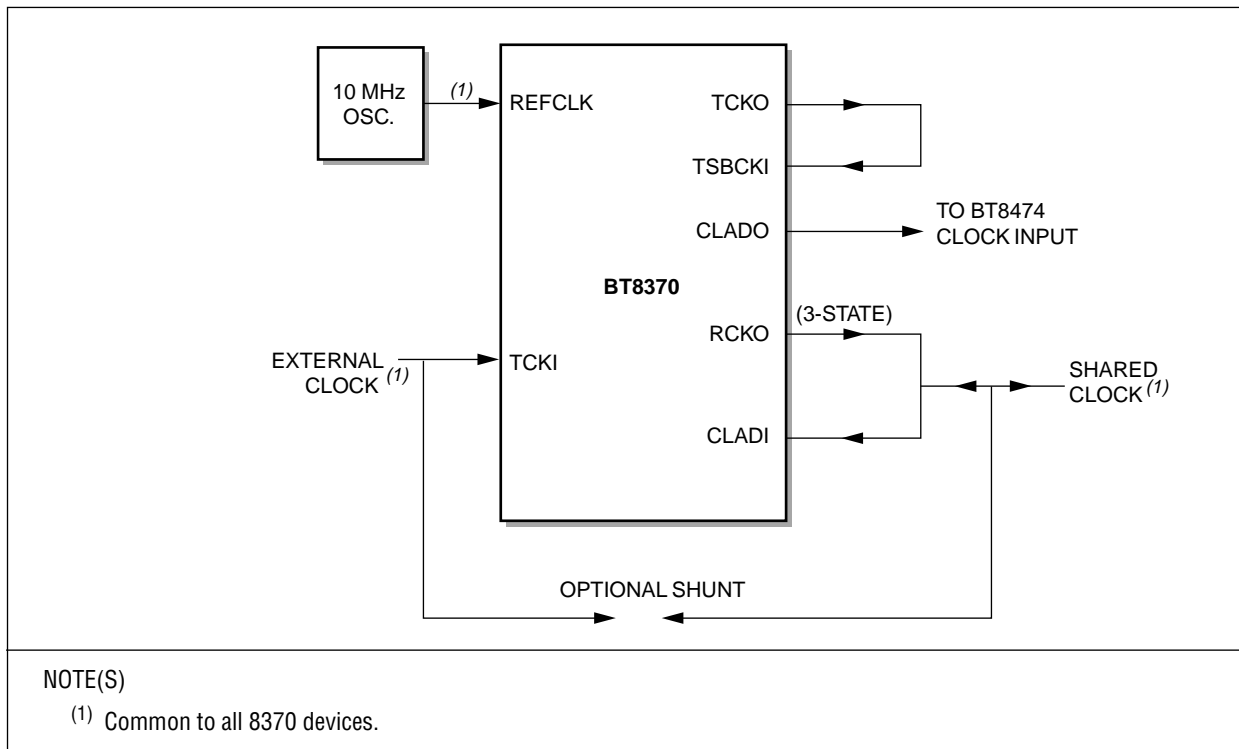 10 MHz
OSC.
(1)
REFCLK
TCKO
TSBCKI
CLADO
TO BT8474
CLOCK INPUT
BT8370
(3-STATE)
RCKO
EXTERNAL
CLOCK (1)
TCKI
SHARED
CLOCK (1)
CLADI
OPTIONAL SHUNT
NOTE(S)
(1) Common to all 8370 devices.